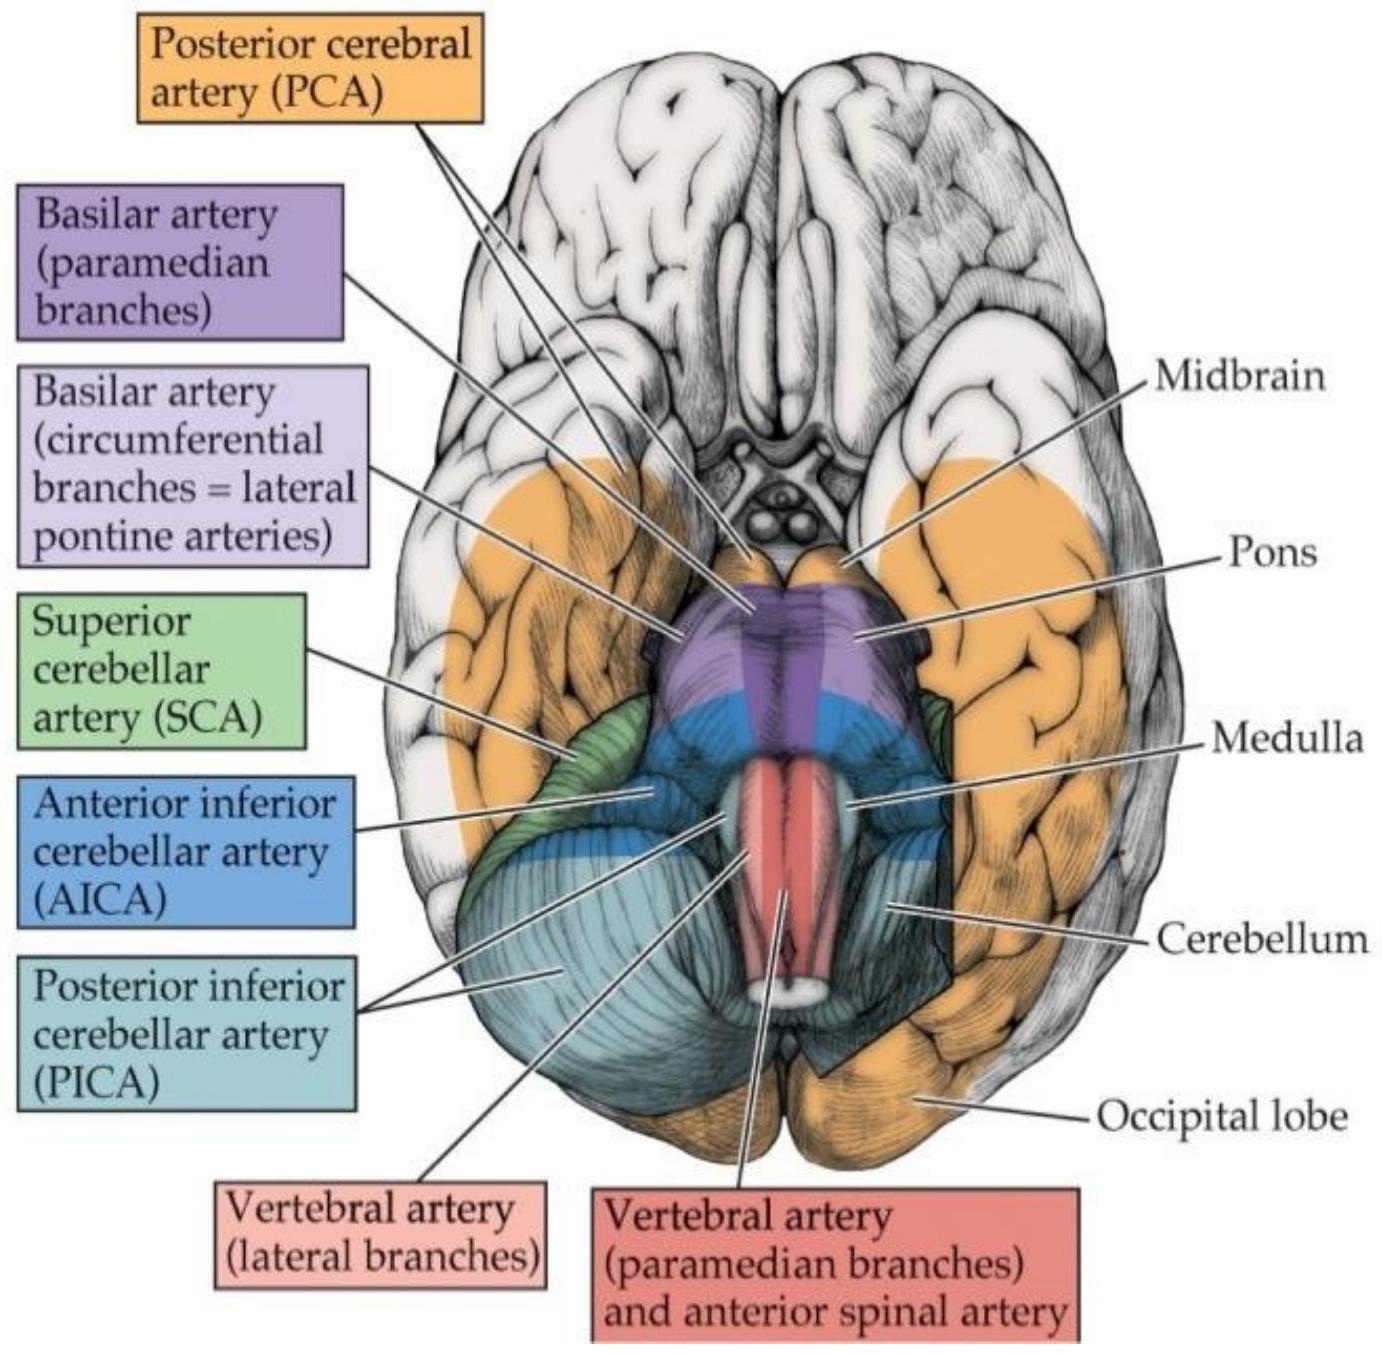 Posterior cerebral
artery (PCA)
Basilar artery
(paramedian
branches)
Basilar artery
(circumferential
branches = lateral
pontine arteries)
Superior
cerebellar
artery (SCA)
Anterior inferior
cerebellar artery
(AICA)
Posterior inferior
cerebellar artery
(PICA)
Vertebral artery
(lateral branches)
Vertebral artery
(paramedian branches)
and anterior spinal artery
Midbrain
Pons
Medulla
Cerebellum
Occipital lobe